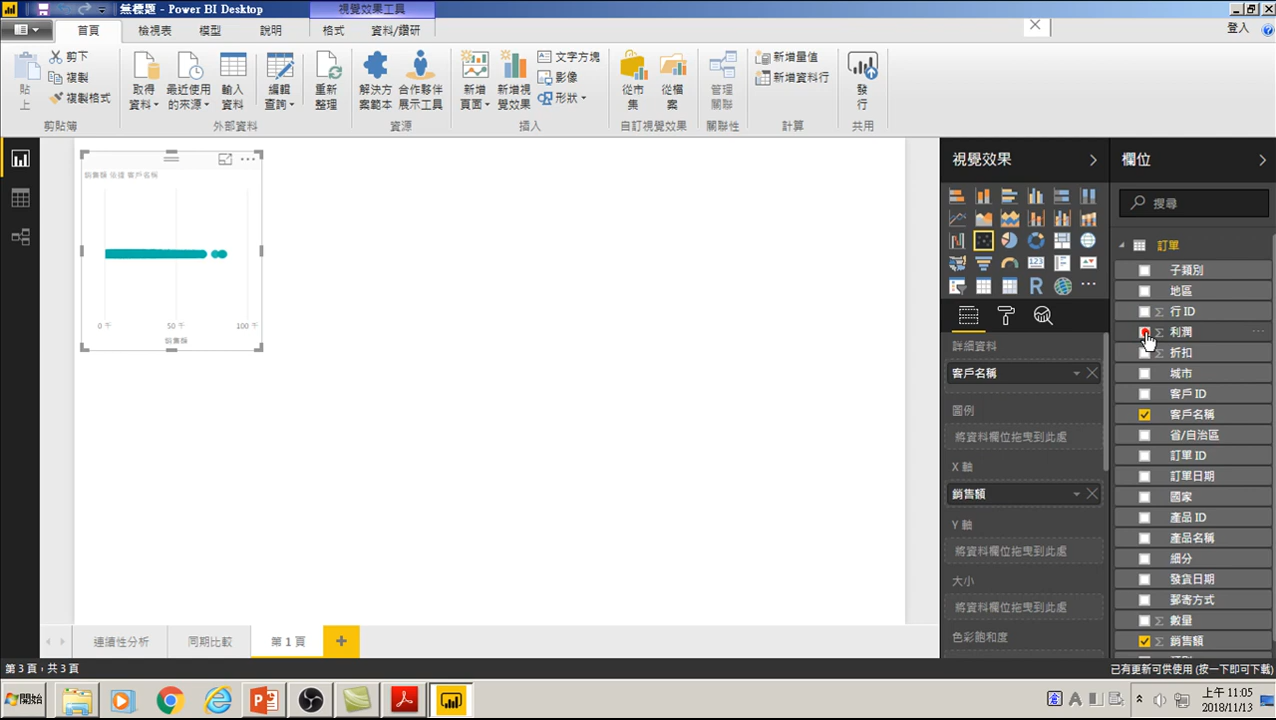 無標題 - Power BI Desktop
視覺效果工具
首頁
檢視表
模型
說明
格式
資料/鑽研
登入
貼上
剪下
複製
複製格式
剪貼簿
取得資料
最近使用的來源
輸入資料
編輯查詢
重新整理
外部資料
解決方案範本
合作夥伴展示工具
資源
新增頁面
新增視覺效果
文字方塊
影像
形狀
插入
從市集
從檔案
自訂視覺效果
管理關聯
關聯性
新增量值
新增資料行
計算
發行
共用
銷售額 依據 客戶名稱
0 千
50 千
100 千
銷售額
視覺效果
123
R
詳細資料
客戶名稱
圖例
將資料欄位拖曳到此處
X 軸
銷售額
Y 軸
將資料欄位拖曳到此處
大小
將資料欄位拖曳到此處
色彩飽和度
欄位
搜尋
訂單
子類別
地區
Σ 行 ID
Σ 利潤
Σ 折扣
城市
客戶 ID
客戶名稱
省/自治區
訂單 ID
訂單日期
國家
產品 ID
產品名稱
細分
發貨日期
郵寄方式
Σ 數量
Σ 銷售額
連續性分析
同期比較
第 1 頁
第 3 頁，共 3 頁
已有更新可供使用 (按一下即可下載)
開始
上午 11:05
2018/11/13